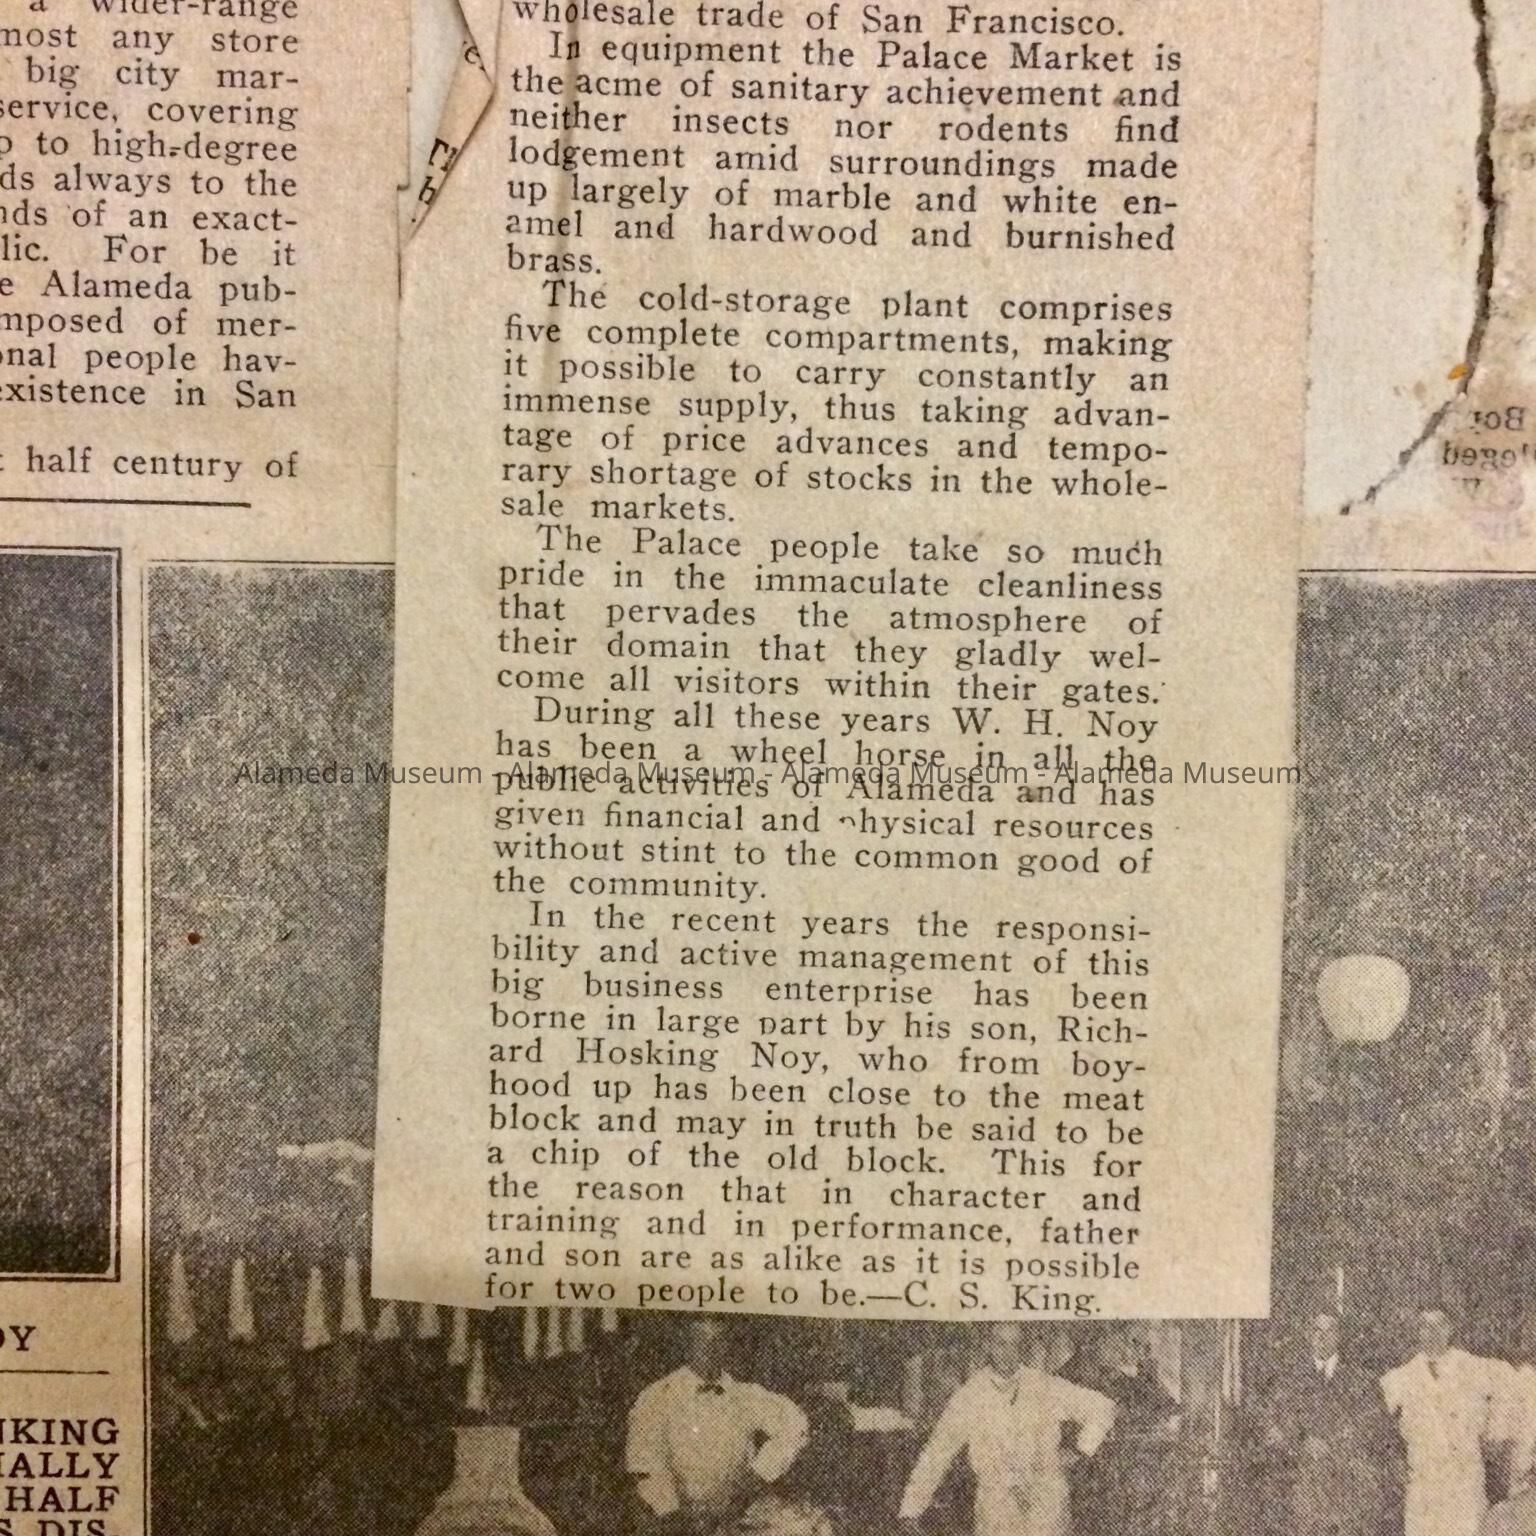 a wider-range
most any store
big city mar-
service, covering
to high-degree
always to the
of an exact-
For be it
Alameda pub-
of mer-
people hav-
existence in San
half century of
wholesale trade of San Francisco.
In equipment the Palace Market is
the acme of sanitary achievement and
neither insects nor rodents find
lodgement amid surroundings made
up largely of marble and white en-
amel and hardwood and burnished
brass.
The cold-storage plant comprises
five complete compartments, making
it possible to carry constantly an
immense supply, thus taking advan-
tage of price advances and tempo-
rary shortage of stocks in the whole-
sale markets.
The Palace people take so much
pride in the immaculate cleanliness
that pervades the atmosphere of
their domain that they gladly wel-
come all visitors within their gates.
During all these years W. H. Noy
has been a wheel horse in all the
public activities of Alameda and has
given financial and physical resources
without stint to the common good of
the community.
In the recent years the responsi-
bility and active management of this
big business enterprise has been
borne in large part by his son, Rich-
ard Hosking Noy, who from boy-
hood up has been close to the meat
block and may in truth be said to be
a chip of the old block. This for
the reason that in character and
training and in performance, father
and son are as alike as it is possible
for two people to be.—C. S. King.
Alameda Museum - Alameda Museum - Alameda Museum - Alameda Museum
HALF
DIS-